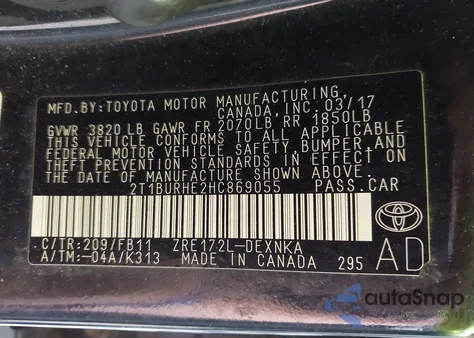 MFD.BY:TOYOTA MOTOR MANUFACTURING,
CANADA, INC. 03/17
GVWR 3820 LB GAWR FR 2070LB RR 1850LB
THIS VEHICLE CONFORMS TO ALL APPLICABLE
FEDERAL MOTOR VEHICLE SAFETY, BUMPER, AND
THEFT PREVENTION STANDARDS IN EFFECT ON
THE DATE OF MANUFACTURE SHOWN ABOVE.
2T1BURHE2HC869055 PASS.CAR
C/TR:209/FB11 ZRE172L-DEXNKA
A/TM:-04A/K313 MADE IN CANADA 295 AD
autoSnap